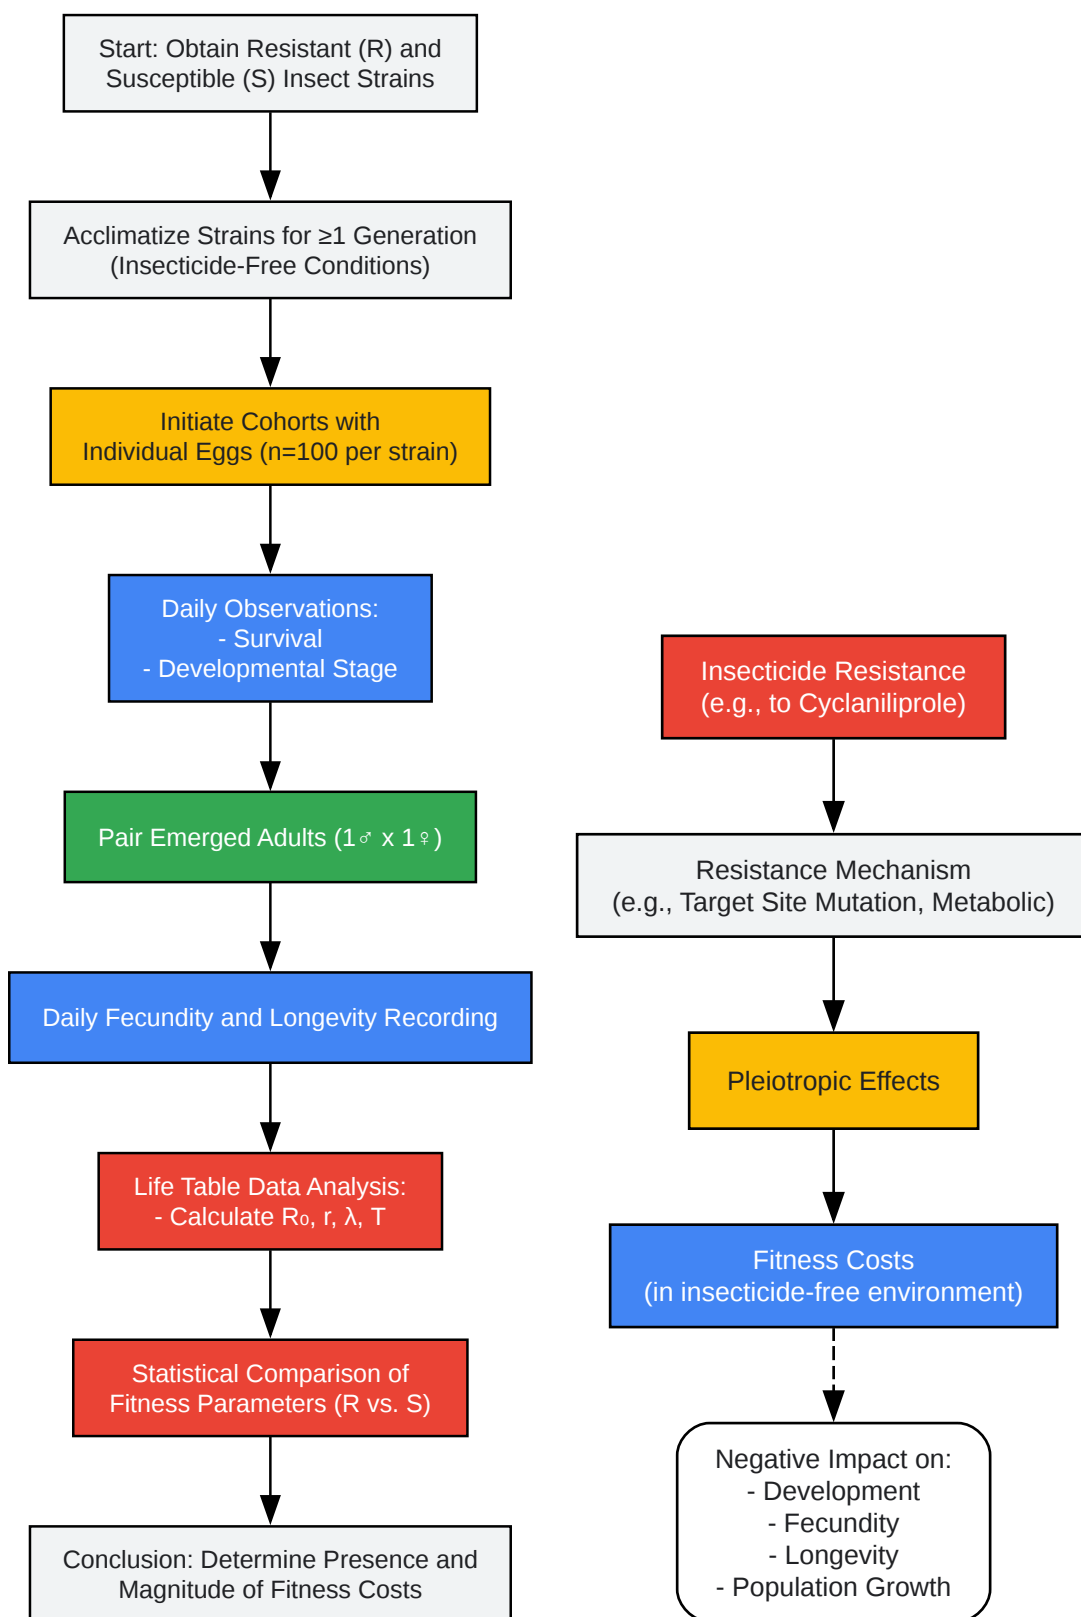 Start: Obtain Resistant (R) and
Susceptible (S) Insect Strains
Acclimatize Strains for ≥1 Generation
(Insecticide-Free Conditions)
Initiate Cohorts with
Individual Eggs (n=100 per strain)
Daily Observations:
- Survival
- Developmental Stage
Pair Emerged Adults (1♂ x 1♀)
Daily Fecundity and Longevity Recording
Life Table Data Analysis:
- Calculate R₀, r, λ, T
Statistical Comparison of
Fitness Parameters (R vs. S)
Conclusion: Determine Presence and
Magnitude of Fitness Costs
Insecticide Resistance
(e.g., to Cyclaniliprole)
Resistance Mechanism
(e.g., Target Site Mutation, Metabolic)
Pleiotropic Effects
Fitness Costs
(in insecticide-free environment)
Negative Impact on:
- Development
- Fecundity
- Longevity
- Population Growth